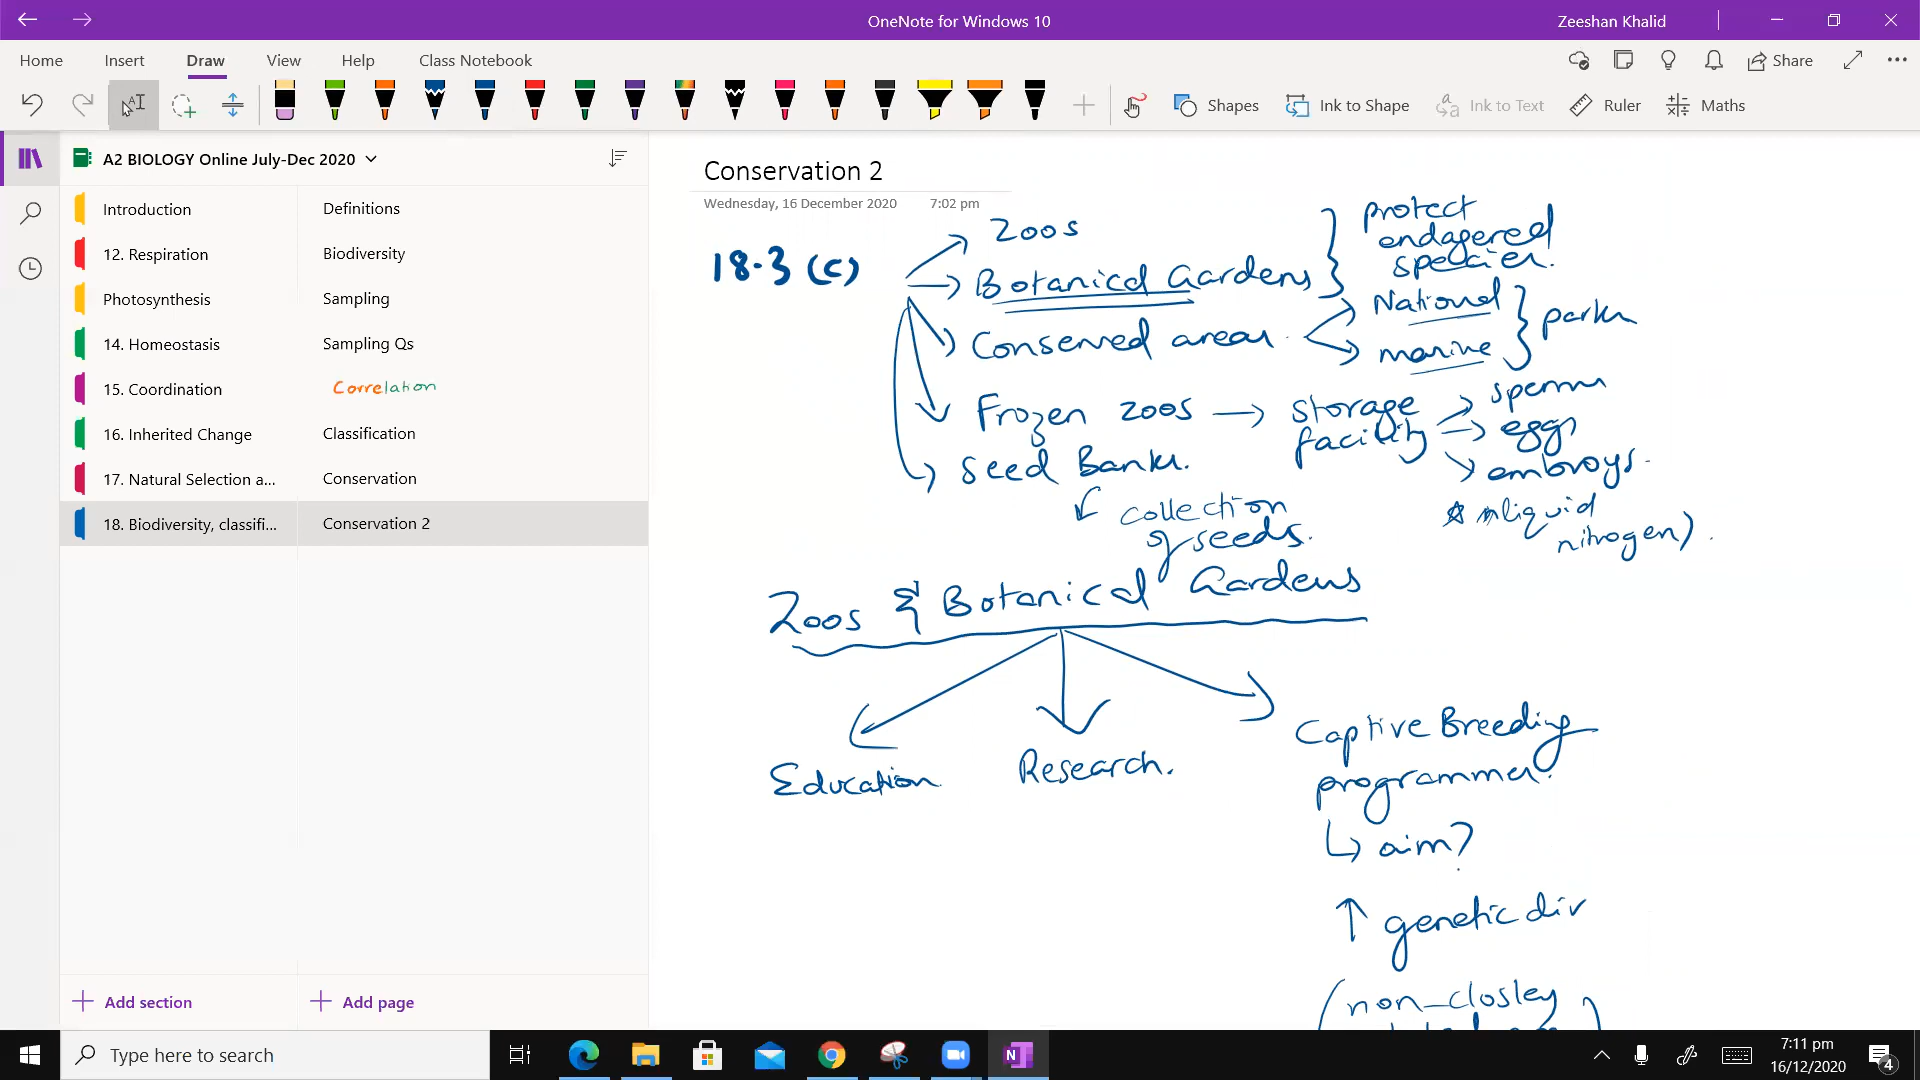 OneNote for Windows 10
Zeeshan Khalid
Home Insert Draw View Help Class Notebook
Share
Shapes Ink to Shape Ink to Text Ruler Maths
A2 BIOLOGY Online July-Dec 2020
Introduction
12. Respiration
Photosynthesis
14. Homeostasis
15. Coordination
16. Inherited Change
17. Natural Selection a...
18. Biodiversity, classifi...
Definitions
Biodiversity
Sampling
Sampling Qs
Correlation
Classification
Conservation
Conservation 2
Add section
Add page
Conservation 2
Wednesday, 16 December 2020 7:02 pm
18.3 (c)
Zoos
Botanical Gardens
protect
endagered
species.
Conserved areas
National
marine
parks
Frozen zoos → storage
facility
sperms
eggs
embroys.
liquid
nitrogen)
Seed Banks.
collection
of seeds.
Zoos & Botanical Gardens
Education
Research.
Captive Breeding
programmes.
aim?
↑ genetic div
(non-closley
Type here to search
7:11 pm
16/12/2020
4